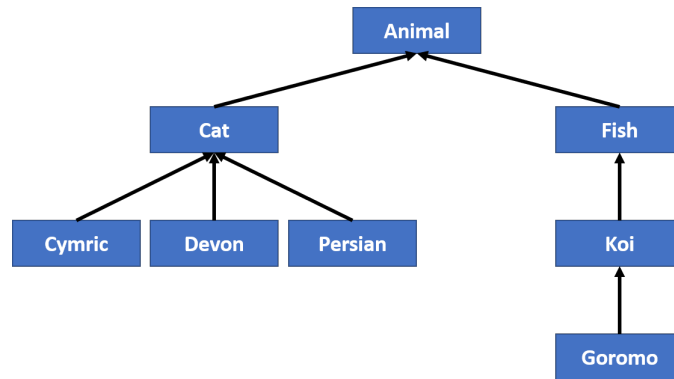 Animal
Cat
Fish
Cymric
Devon
Persian
Koi
Goromo